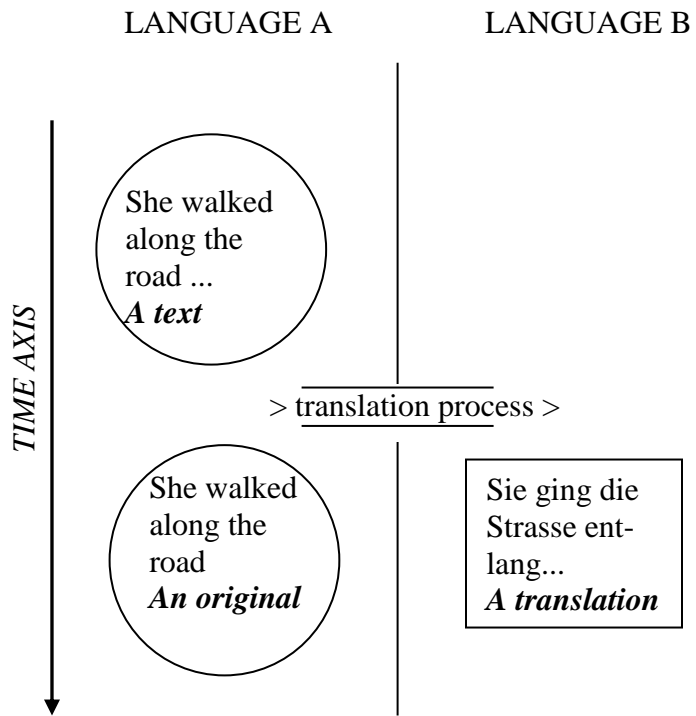 LANGUAGE A
LANGUAGE B
TIME AXIS
She walked
along the
road ...
A text
> translation process >
She walked
along the
road
An original
Sie ging die
Strasse ent-
lang...
A translation